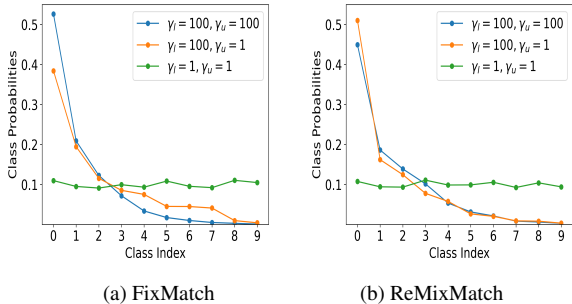 γl = 100, γu = 100
γl = 100, γu = 1
γl = 1, γu = 1
Class Probabilities
0.5
0.4
0.3
0.2
0.1
0 1 2 3 4 5 6 7 8 9
Class Index
(a) FixMatch
γl = 100, γu = 100
γl = 100, γu = 1
γl = 1, γu = 1
Class Probabilities
0.5
0.4
0.3
0.2
0.1
0 1 2 3 4 5 6 7 8 9
Class Index
(b) ReMixMatch